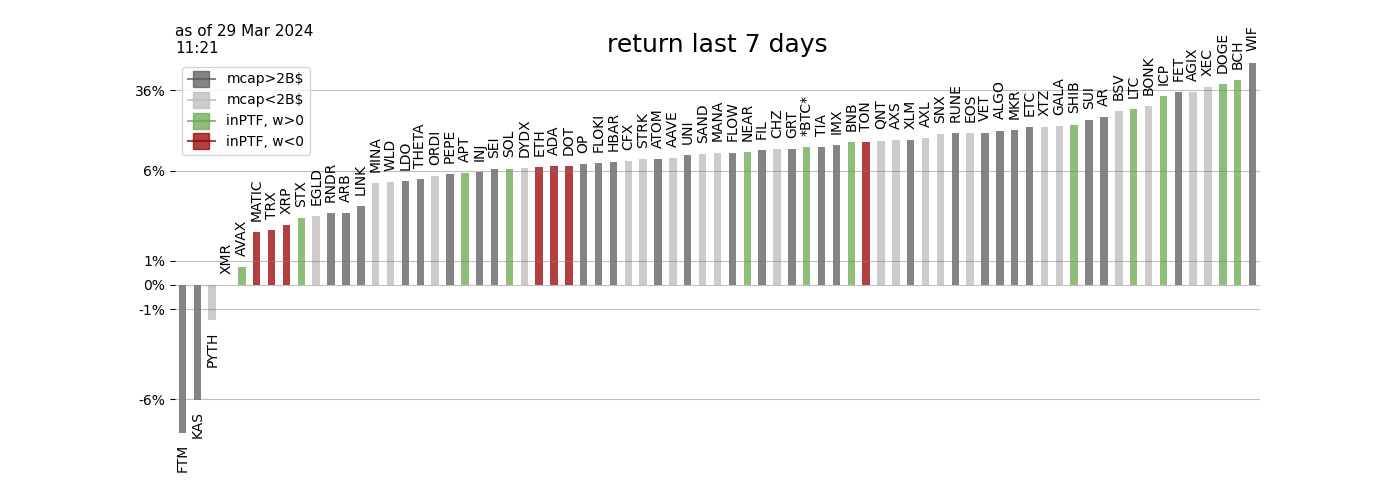 as of 29 Mar 2024
11:21
return last 7 days
mcap>2B$
mcap<2B$
inPTF, w>0
inPTF, w<0
36%
6%
1%
0%
-1%
-6%
FTM
KAS
PYTH
XMR
AVAX
MATIC
TRX
XRP
STX
EGLD
RNDR
ARB
LINK
MINA
WLD
LDO
THETA
ORDI
PEPE
APT
INJ
SEI
SOL
DYDX
ETH
ADA
DOT
OP
FLOKI
HBAR
CFX
STRK
ATOM
AAVE
UNI
SAND
MANA
FLOW
NEAR
FIL
CHZ
GRT
*BTC*
TIA
IMX
BNB
TON
QNT
AXS
XLM
AXL
SNX
RUNE
EOS
VET
ALGO
MKR
ETC
XTZ
GALA
SHIB
SUI
AR
BSV
LTC
BONK
ICP
FET
AGIX
XEC
DOGE
BCH
WIF